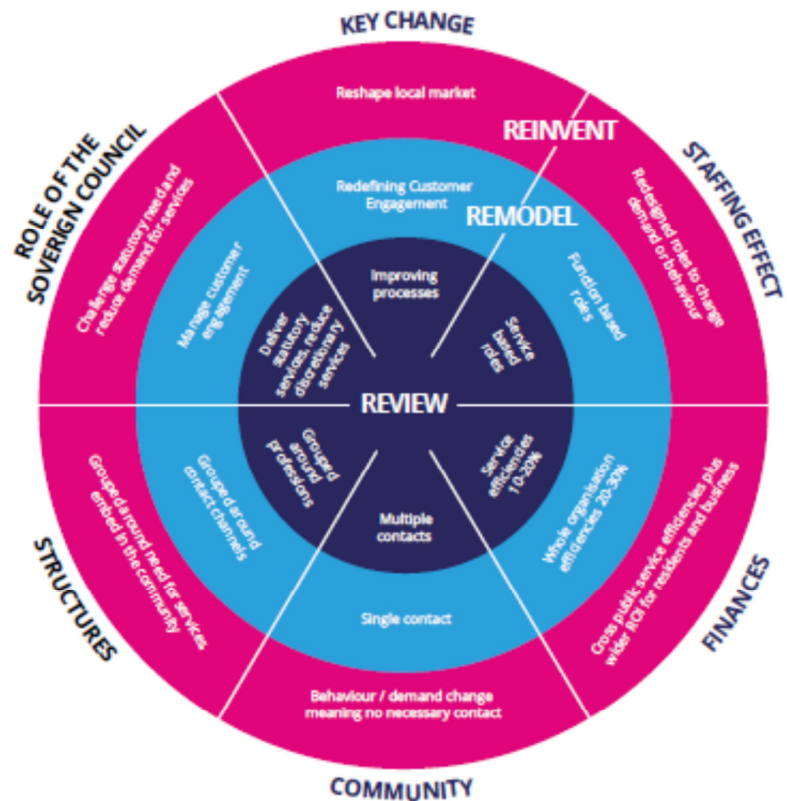 KEY CHANGE
Reshape local market
REINVENT
Redefining Customer
Engagement
REMODEL
Improving
processes
STAFFING EFFECT
Redesigned roles to change
demand or behaviour
Function based
roles
Service
based
roles
REVIEW
FINANCES
Cross public service efficiencies plus
wider ROI for residents and business
Whole organisation
efficiencies 20-30%
Service
efficiencies
10-20%
Multiple
contacts
Single contact
Behaviour / demand change
meaning no necessary contact
COMMUNITY
STRUCTURES
Grouped around need for services
embed in the community
Grouped around
contact channels
Grouped
around
professions
ROLE OF THE
SOVERIGN COUNCIL
Challenge statutory need and
reduce demand for services
Manage customer
engagement
Deliver
statutory
services, reduce
discretionary
services